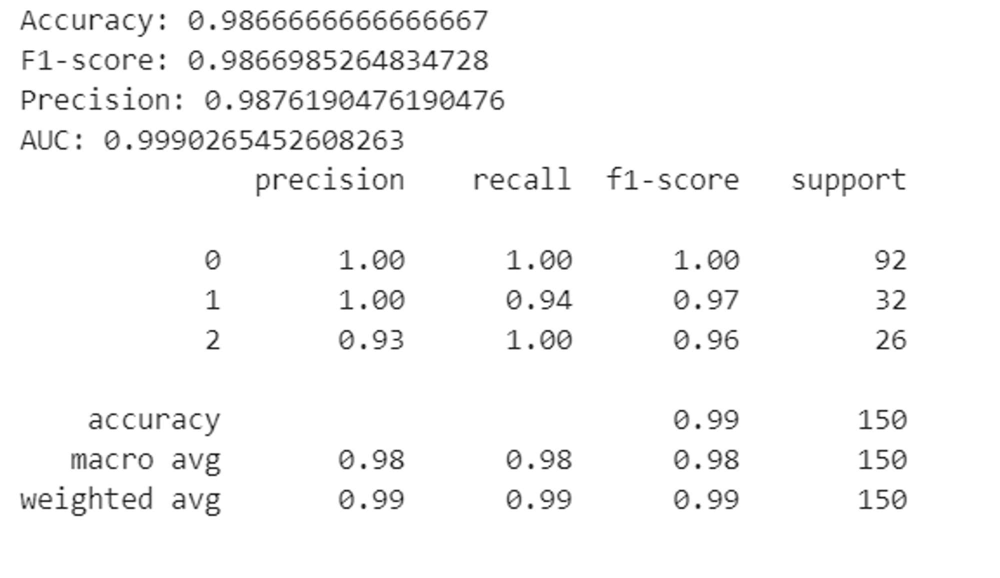 Accuracy: 0.9866666666666667
F1-score: 0.9866985264834728
Precision: 0.9876190476190476
AUC: 0.9990265452608263
precision recall f1-score support
0 1.00 1.00 1.00 92
1 1.00 0.94 0.97 32
2 0.93 1.00 0.96 26
accuracy 0.99 150
macro avg 0.98 0.98 0.98 150
weighted avg 0.99 0.99 0.99 150